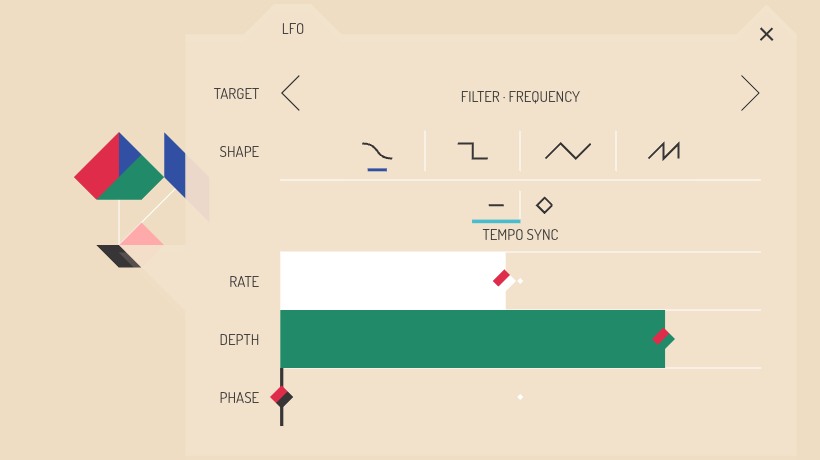 LFO
TARGET
FILTER · FREQUENCY
SHAPE
TEMPO SYNC
RATE
DEPTH
PHASE